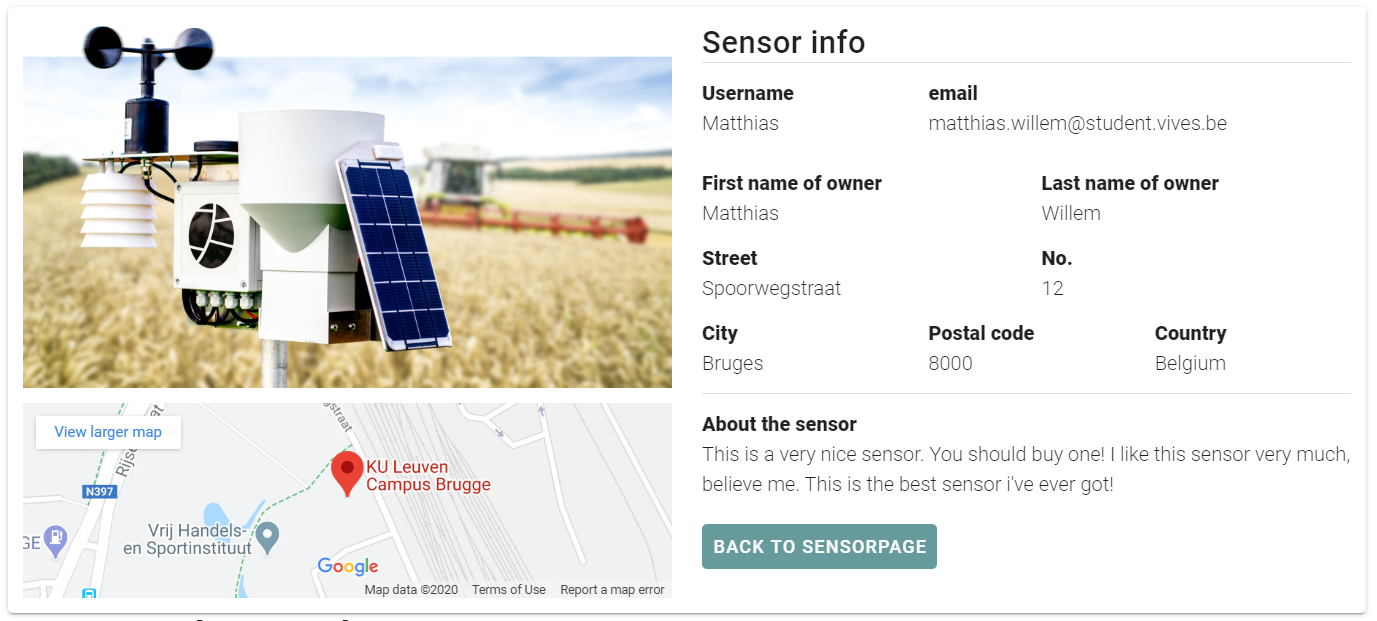 Sensor info
Username email
Matthias matthias.willem@student.vives.be
First name of owner Last name of owner
Matthias Willem
Street No.
Spoorwegstraat 12
City Postal code Country
Bruges 8000 Belgium
About the sensor
This is a very nice sensor. You should buy one! I like this sensor very much,
believe me. This is the best sensor i've ever got!
BACK TO SENSORPAGE
View larger map
N397
KU Leuven
Campus Brugge
Vrij Handels-
en Sportinstituut
GE
Google
Map data ©2020 Terms of Use Report a map error